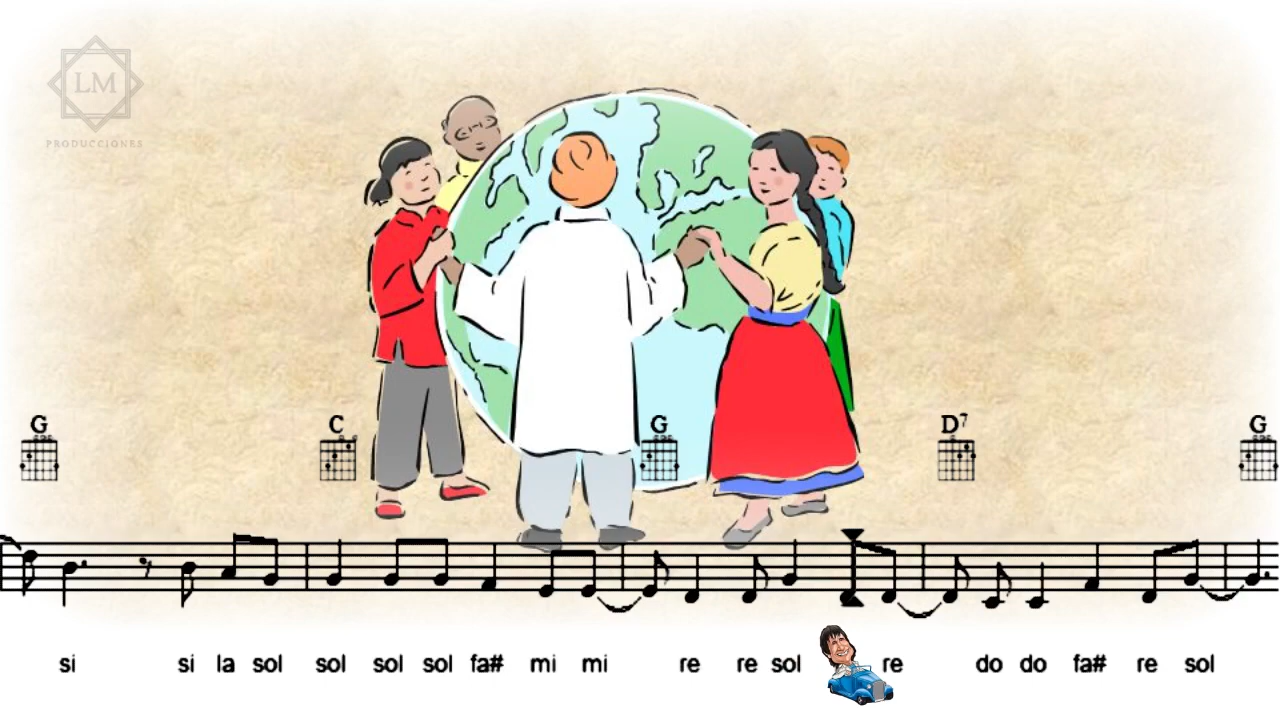 LM
PRODUCCIONES
G C G D7 G
si si la sol sol sol sol fa# mi mi re re sol re do do fa# re sol